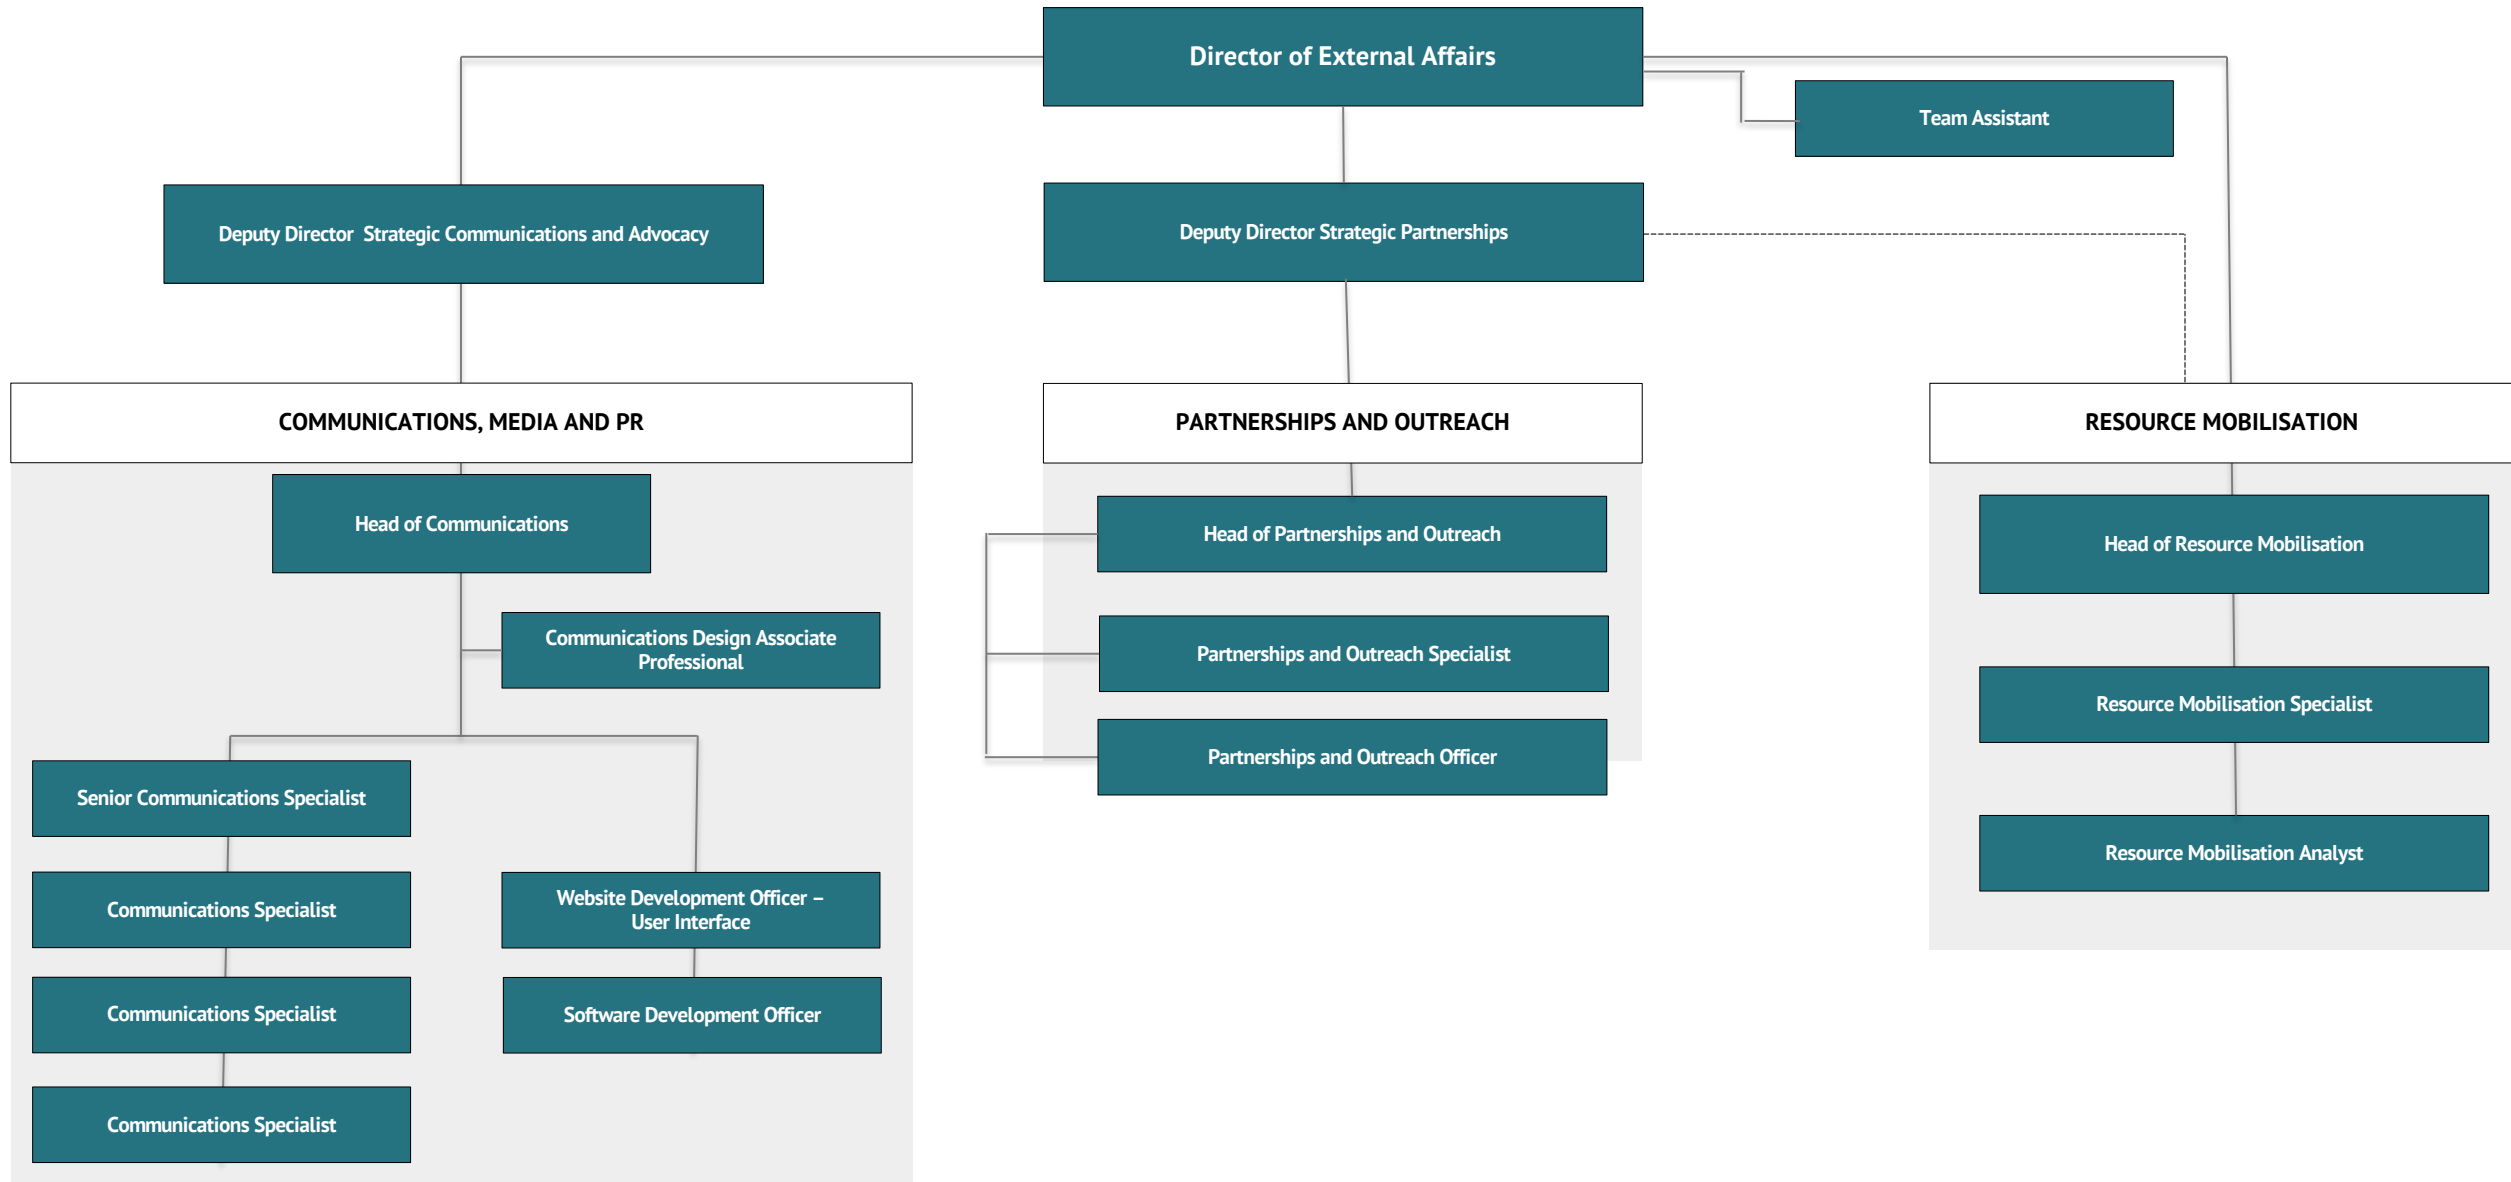 Director of External Affairs
Team Assistant
Deputy Director  Strategic Communications and Advocacy
Deputy Director Strategic Partnerships
COMMUNICATIONS, MEDIA AND PR
Head of Communications
Communications Design Associate
Professional
Senior Communications Specialist
Communications Specialist
Communications Specialist
Communications Specialist
Website Development Officer –
User Interface
Software Development Officer
PARTNERSHIPS AND OUTREACH
Head of Partnerships and Outreach
Partnerships and Outreach Specialist
Partnerships and Outreach Officer
RESOURCE MOBILISATION
Head of Resource Mobilisation
Resource Mobilisation Specialist
Resource Mobilisation Analyst